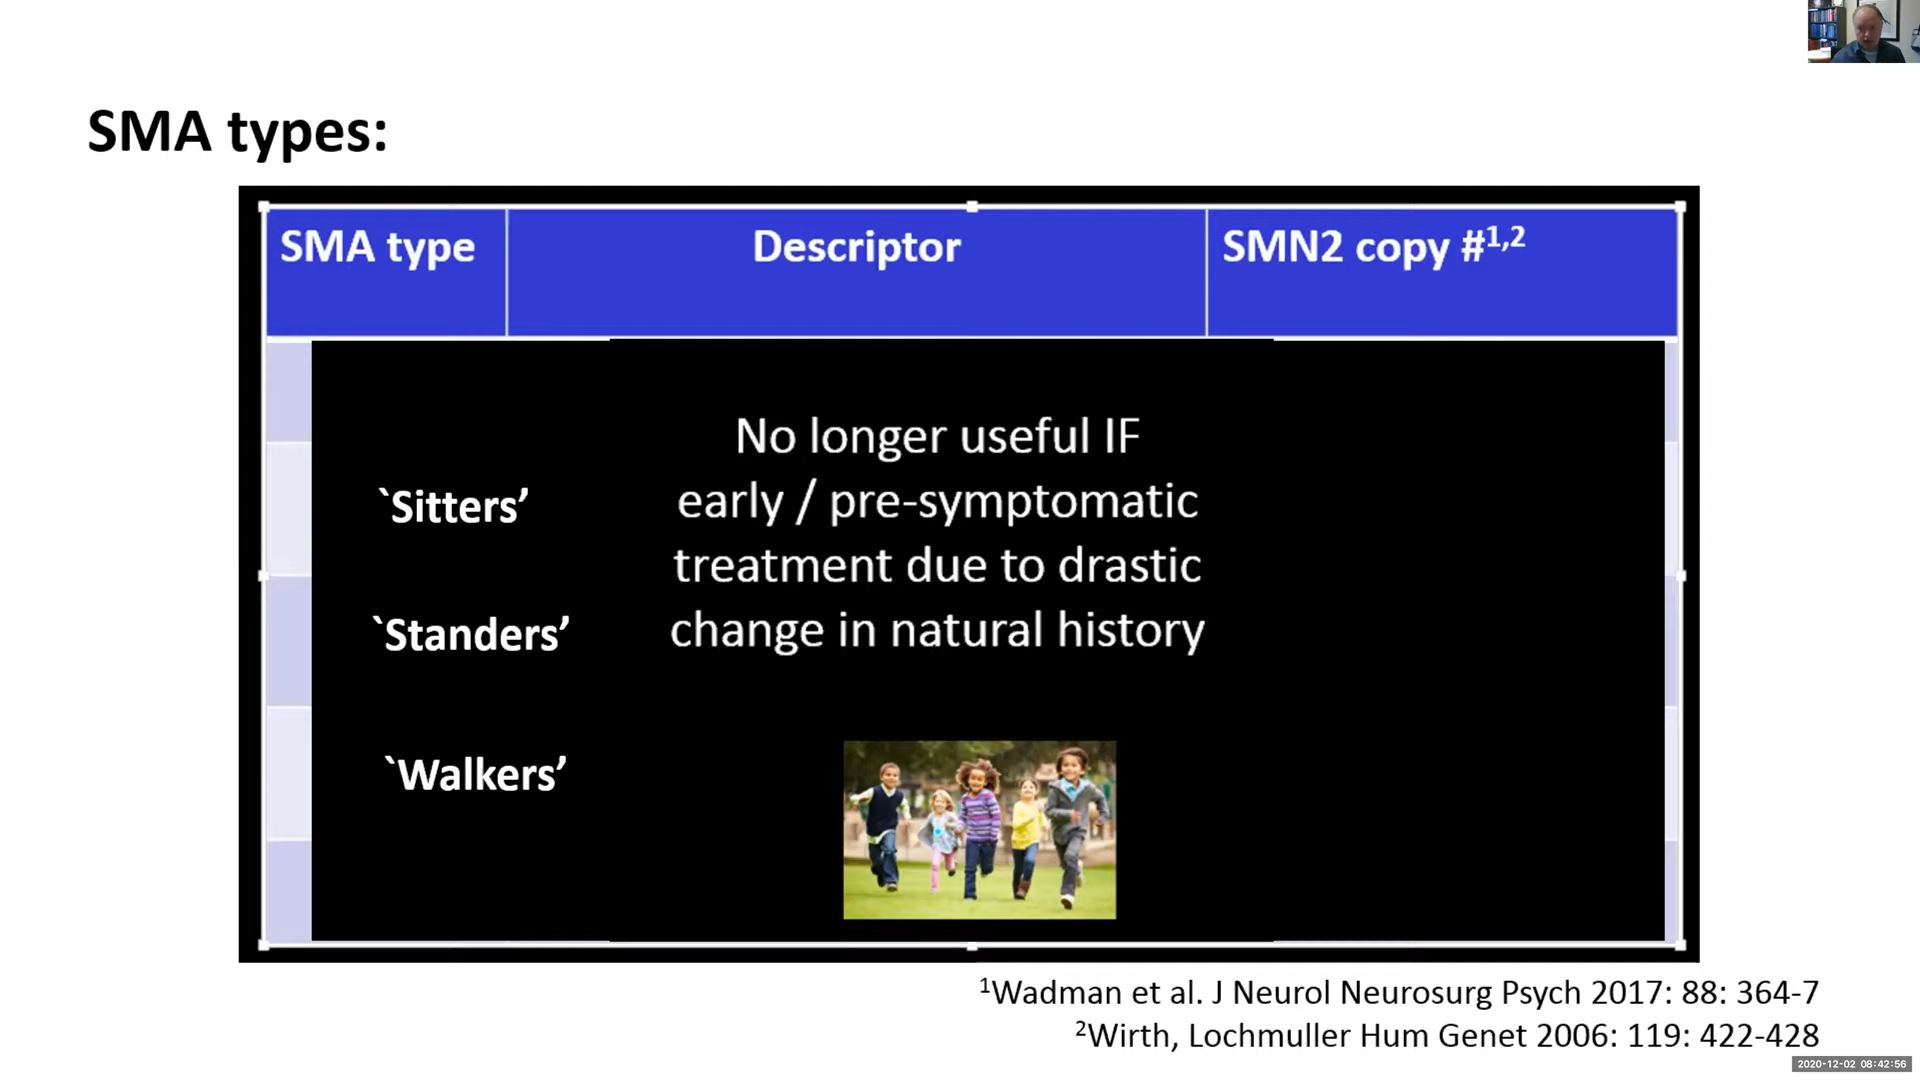 SMA types:
SMA type
Descriptor
SMN2 copy #1,2
No longer useful IF
early / pre-symptomatic
treatment due to drastic
change in natural history
`Sitters’
`Standers’
`Walkers’
1Wadman et al. J Neurol Neurosurg Psych 2017: 88: 364-7
2Wirth, Lochmuller Hum Genet 2006: 119: 422-428
2020-12-02 08:42:56